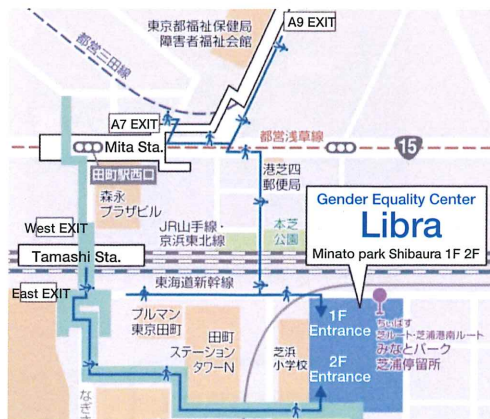 A9 EXIT
東京都福祉保健局
障害者福祉会館
都営三田線
A7 EXIT
Mita Sta.
都営浅草線
15
田町駅西口
港芝四
郵便局
森永
プラザビル
Gender Equality Center
Libra
Minato park Shibaura 1F 2F
West EXIT
JR山手線・
京浜東北線
本芝
公園
Tamashi Sta.
東海道新幹線
East EXIT
プルマン
東京田町
田町
ステーション
タワーN
芝浜
小学校
1F
Entrance
2F
Entrance
ちぃばす
芝ルート・芝浦港南ルート
みなとパーク
芝浦停留所
なぎさ